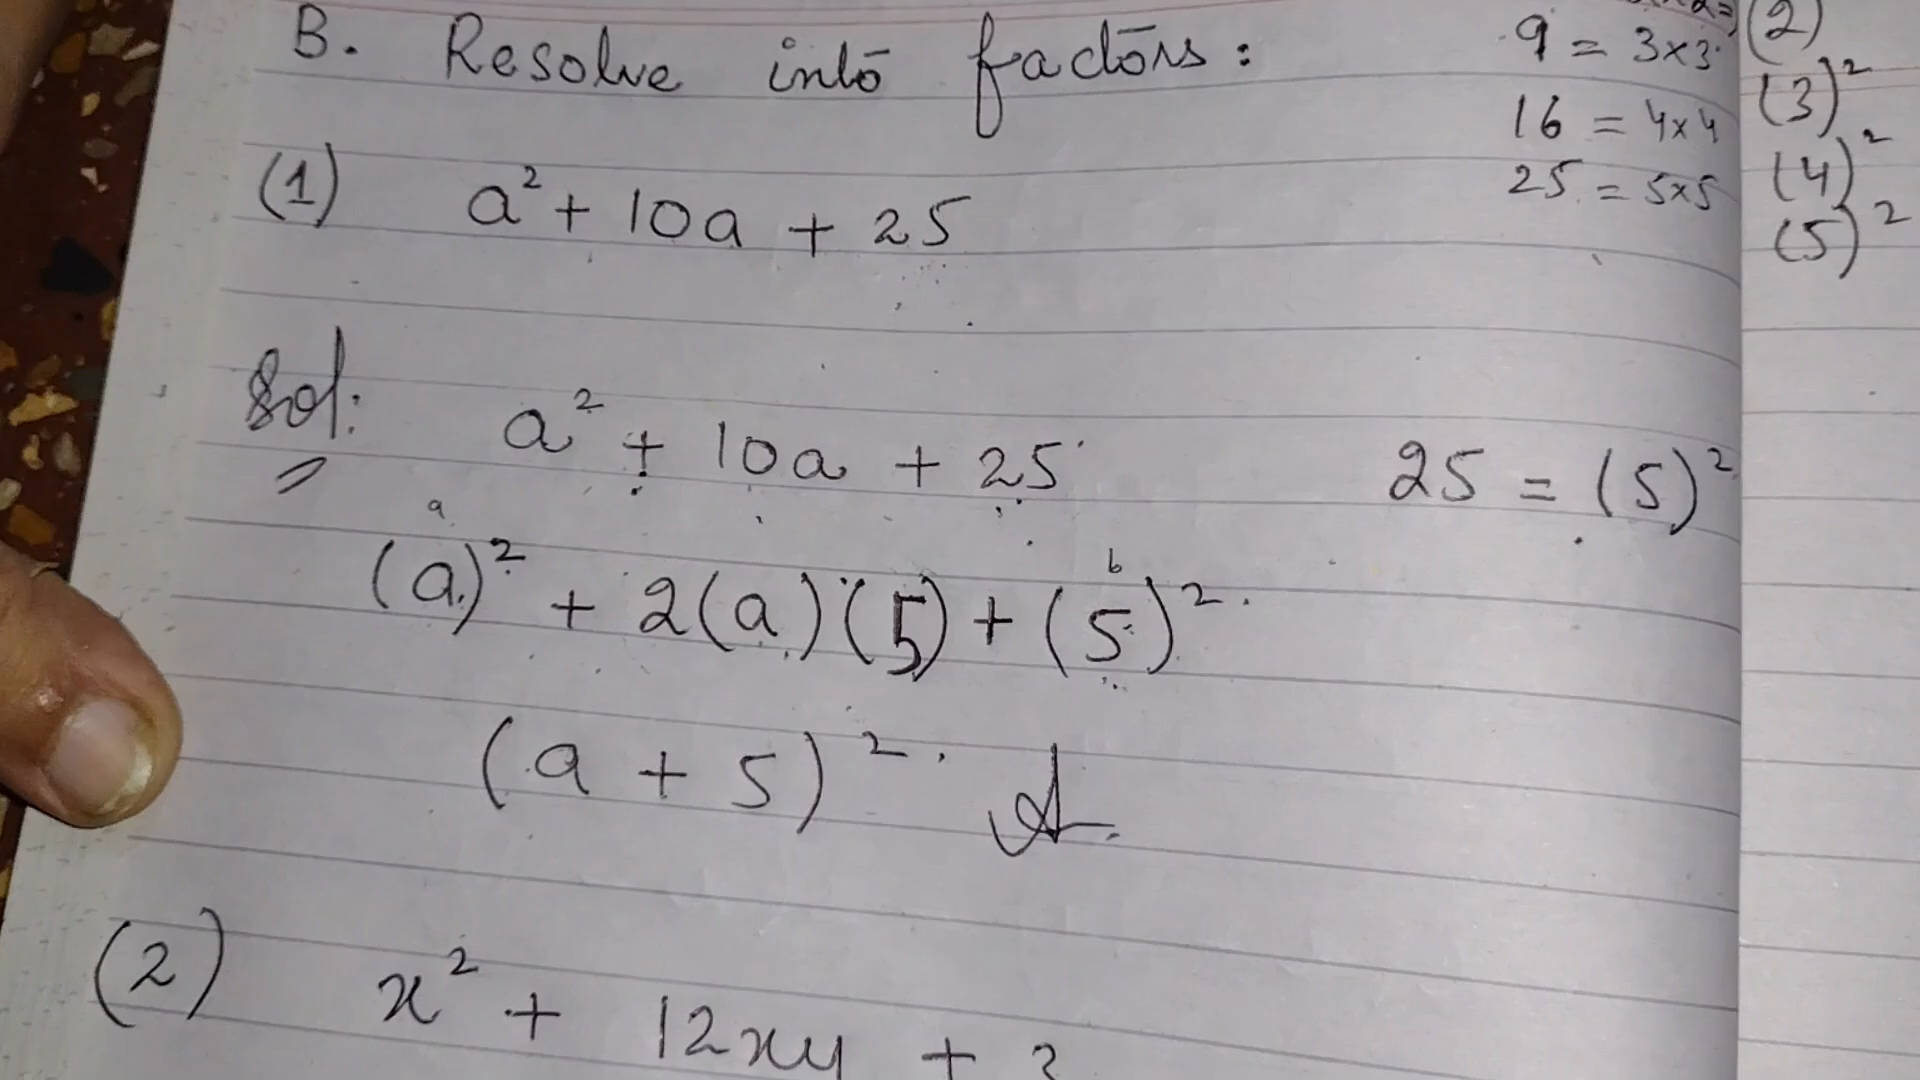 B. Resolve into factors:
9 = 3×3 (3)²
16 = 4×4 (4)²
25 = 5×5 (5)²
(2)
(1) a² + 10a + 25
Sol: a² + 10a + 25
25 = (5)²
a
b
(a)² + 2(a)(5) + (5)².
(a + 5)².
(2) x² + 12xy +